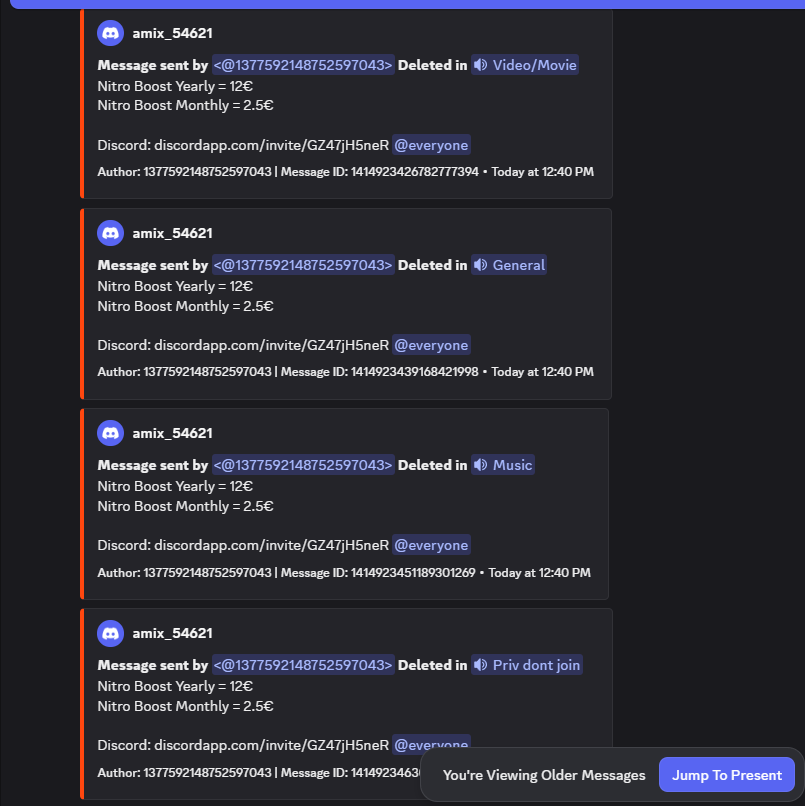 amix_54621
Message sent by <@1377592148752597043> Deleted in Video/Movie
Nitro Boost Yearly = 12€
Nitro Boost Monthly = 2.5€
Discord: discordapp.com/invite/GZ47jH5neR @everyone
Author: 1377592148752597043 | Message ID: 1414923426782777394 • Today at 12:40 PM
amix_54621
Message sent by <@1377592148752597043> Deleted in General
Nitro Boost Yearly = 12€
Nitro Boost Monthly = 2.5€
Discord: discordapp.com/invite/GZ47jH5neR @everyone
Author: 1377592148752597043 | Message ID: 1414923439168421998 • Today at 12:40 PM
amix_54621
Message sent by <@1377592148752597043> Deleted in Music
Nitro Boost Yearly = 12€
Nitro Boost Monthly = 2.5€
Discord: discordapp.com/invite/GZ47jH5neR @everyone
Author: 1377592148752597043 | Message ID: 1414923451189301269 • Today at 12:40 PM
amix_54621
Message sent by <@1377592148752597043> Deleted in Priv dont join
Nitro Boost Yearly = 12€
Nitro Boost Monthly = 2.5€
Discord: discordapp.com/invite/GZ47jH5neR @everyone
Author: 1377592148752597043 | Message ID:
You're Viewing Older Messages Jump To Present